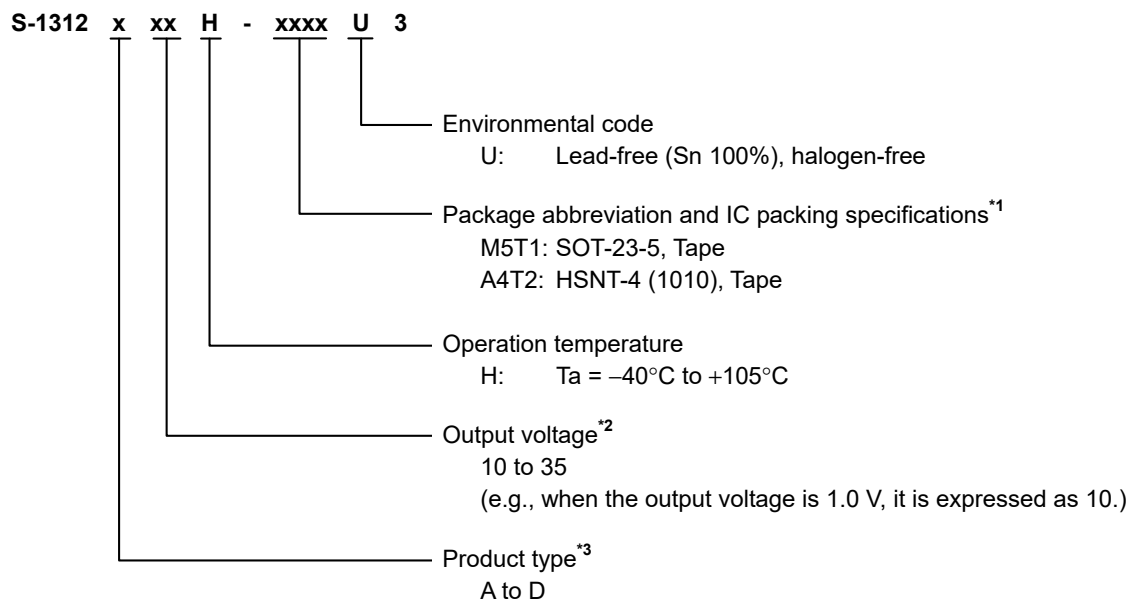 S-1312 x xx H - xxxx U 3
Environmental code
U: Lead-free (Sn 100%), halogen-free
Package abbreviation and IC packing specifications*1
M5T1: SOT-23-5, Tape
A4T2: HSNT-4 (1010), Tape
Operation temperature
H: Ta = −40°C to +105°C
Output voltage*2
10 to 35
(e.g., when the output voltage is 1.0 V, it is expressed as 10.)
Product type*3
A to D